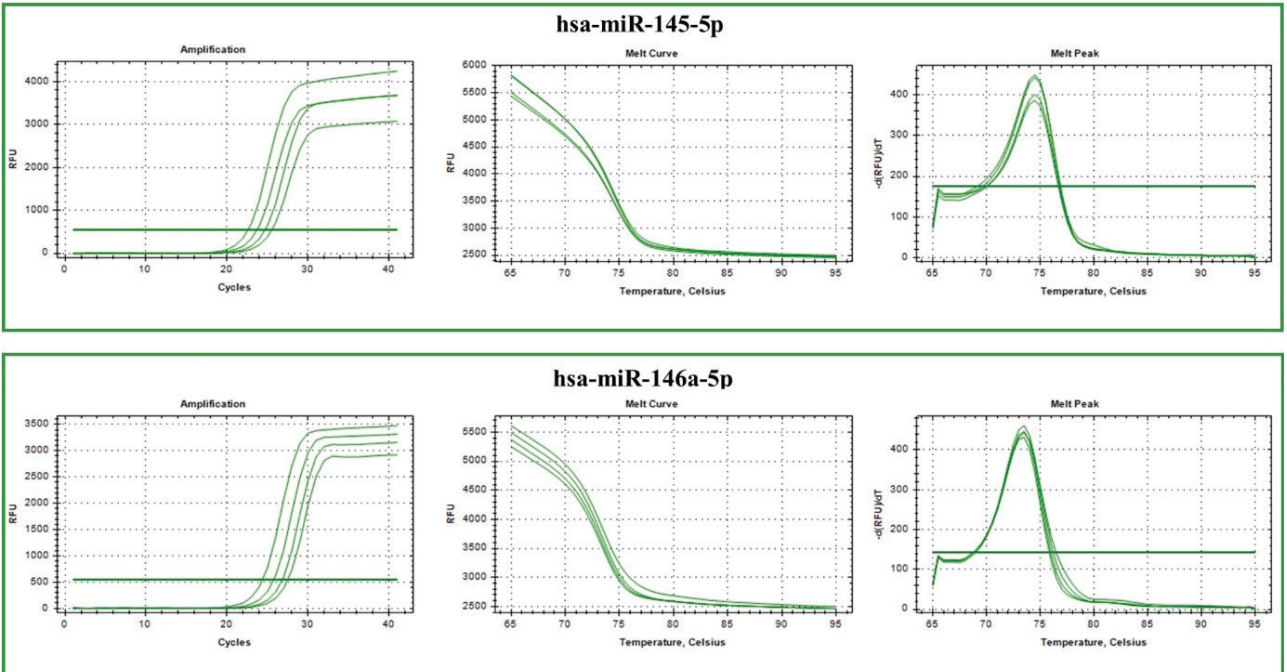 hsa-miR-145-5p
Amplification
RFU
4000
3000
2000
1000
0
0 10 20 30 40
Cycles
Melt Curve
RFU
6000
5500
5000
4500
4000
3500
3000
2500
65 70 75 80 85 90 95
Temperature, Celsius
Melt Peak
-d(RFU)/dT
400
300
200
100
0
65 70 75 80 85 90 95
Temperature, Celsius
hsa-miR-146a-5p
Amplification
RFU
3500
3000
2500
2000
1500
1000
500
0
0 10 20 30 40
Cycles
Melt Curve
RFU
5500
5000
4500
4000
3500
3000
2500
65 70 75 80 85 90 95
Temperature, Celsius
Melt Peak
-d(RFU)/dT
400
300
200
100
0
65 70 75 80 85 90 95
Temperature, Celsius